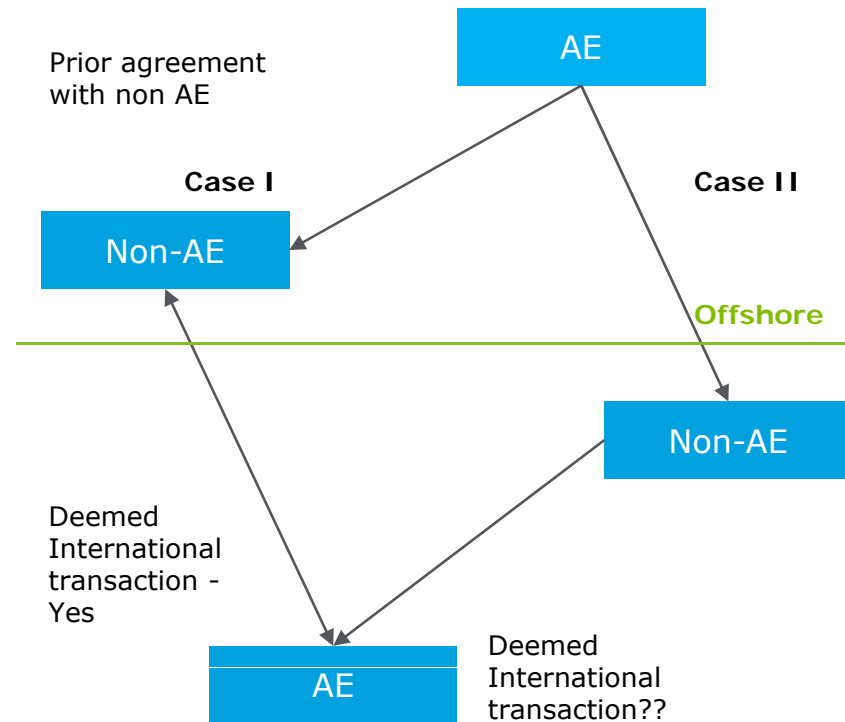 AE
Prior agreement
with non AE
Case I
Case II
Non-AE
Offshore
Non-AE
Deemed
International
transaction -
Yes
AE
Deemed
International
transaction??